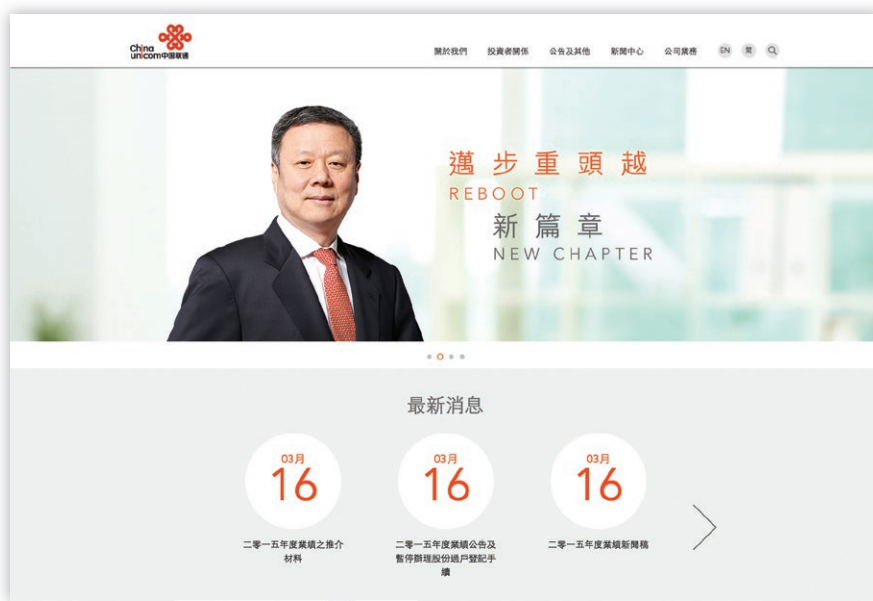 China
unicom中国联通
關於我們 投資者關係 公告及其他 新聞中心 公司業務 EN 簡
邁步重頭越
REBOOT
新篇章
NEW CHAPTER
最新消息
03月 03月 03月
16 16 16
二零一五年度業績之推介
材料
二零一五年度業績公告及
暫停辦理股份過戶登記手
續
二零一五年度業績新聞稿